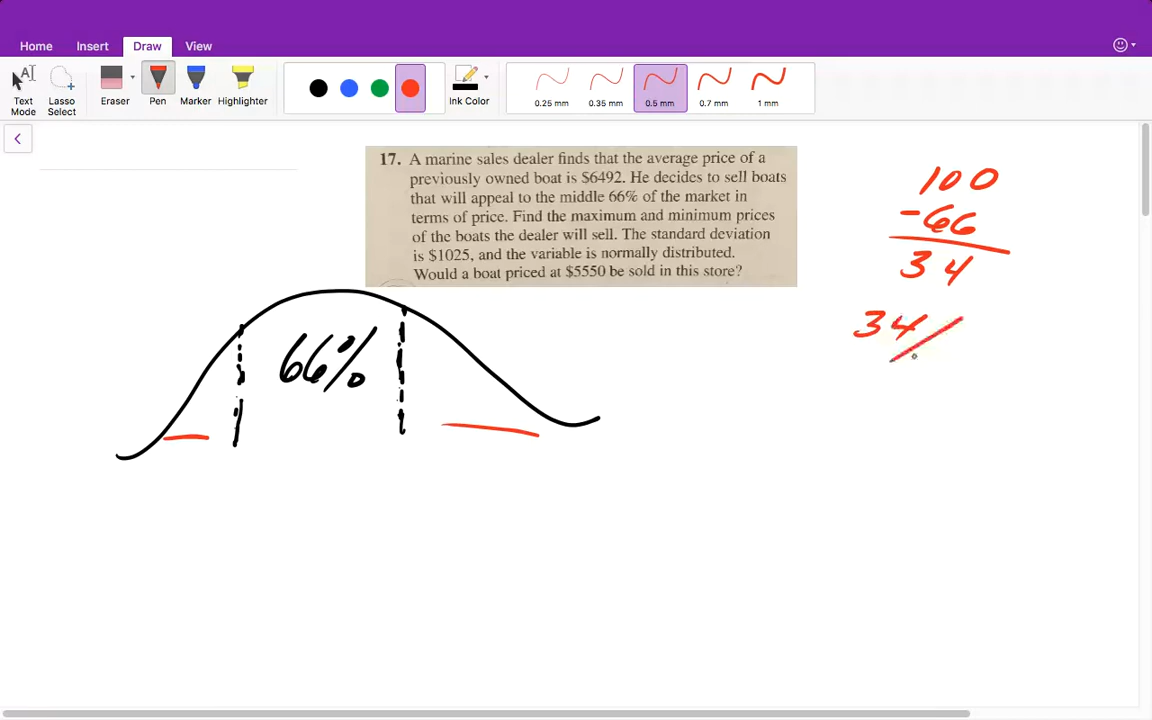 Home Insert Draw View
Text Mode
Lasso Select
Eraser
Pen
Marker
Highlighter
Ink Color
0.25 mm
0.35 mm
0.5 mm
0.7 mm
1 mm
17. A marine sales dealer finds that the average price of a
previously owned boat is $6492. He decides to sell boats
that will appeal to the middle 66% of the market in
terms of price. Find the maximum and minimum prices
of the boats the dealer will sell. The standard deviation
is $1025, and the variable is normally distributed.
Would a boat priced at $5550 be sold in this store?
100
-66
34
34/
66%